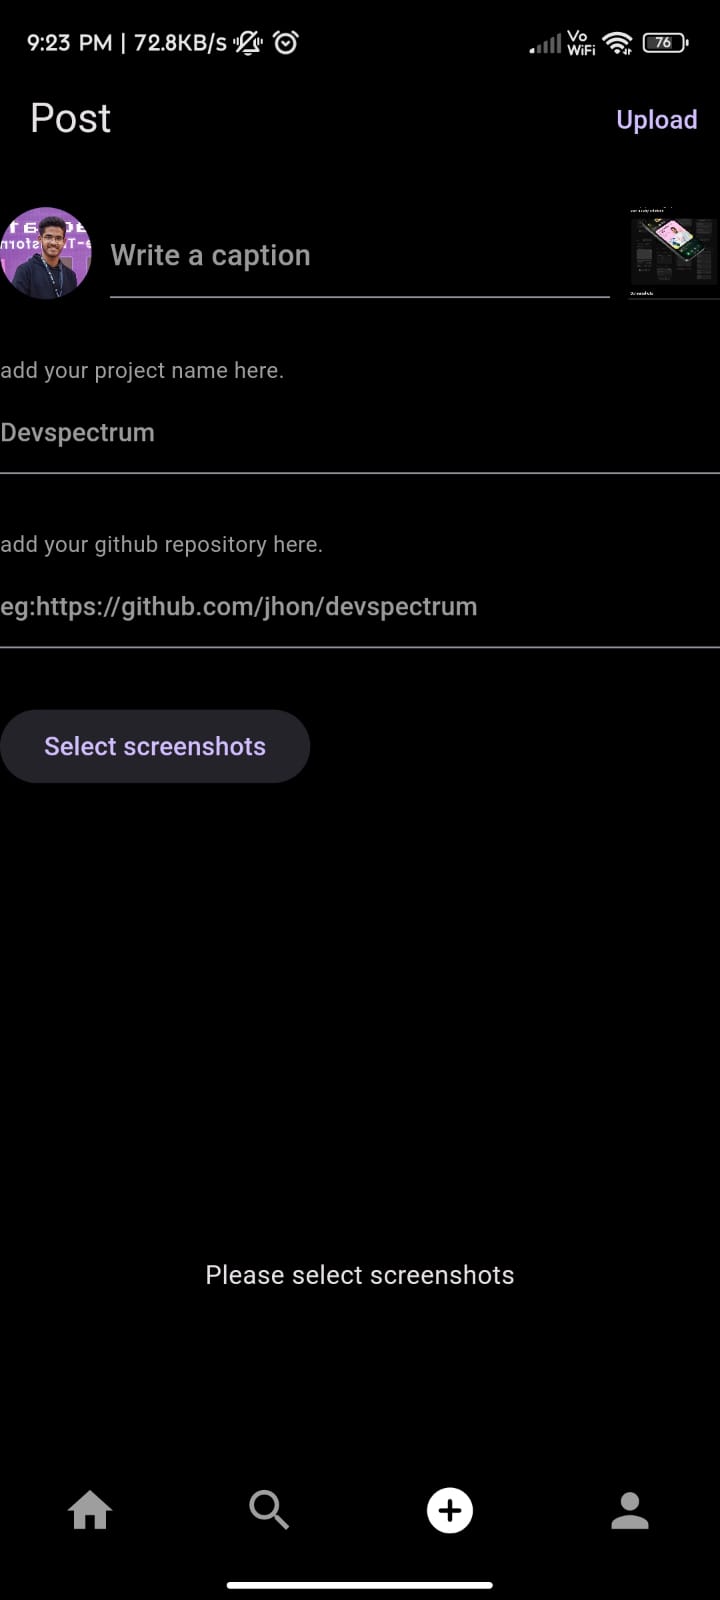 9:23 PM | 72.8KB/s
Vo
WiFi
76
Post
Upload
Write a caption
add your project name here.
Devspectrum
add your github repository here.
eg:https://github.com/jhon/devspectrum
Select screenshots
Please select screenshots